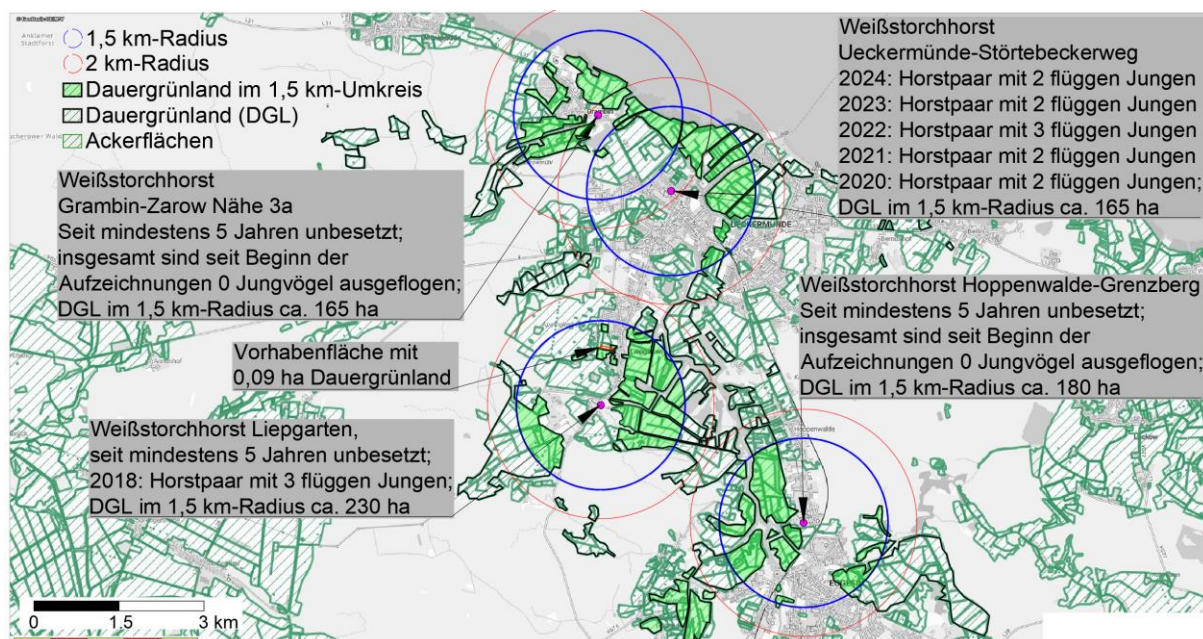 1,5 km-Radius
2 km-Radius
Dauergrünland im 1,5 km-Umkreis
Dauergrünland (DGL)
Ackerflächen
Weißstorchhorst
Ueckermünde-Störtebeckerweg
2024: Horstpaar mit 2 flüggen Jungen
2023: Horstpaar mit 2 flüggen Jungen
2022: Horstpaar mit 3 flüggen Jungen
2021: Horstpaar mit 2 flüggen Jungen
2020: Horstpaar mit 2 flüggen Jungen;
DGL im 1,5 km-Radius ca. 165 ha
Weißstorchhorst
Grambin-Zarow Nähe 3a
Seit mindestens 5 Jahren unbesetzt;
insgesamt sind seit Beginn der
Aufzeichnungen 0 Jungvögel ausgeflogen;
DGL im 1,5 km-Radius ca. 165 ha
Weißstorchhorst Hoppenwalde-Grenzberg
Seit mindestens 5 Jahren unbesetzt;
insgesamt sind seit Beginn der
Aufzeichnungen 0 Jungvögel ausgeflogen;
DGL im 1,5 km-Radius ca. 180 ha
Vorhabenfläche mit
0,09 ha Dauergrünland
Weißstorchhorst Liepgarten,
seit mindestens 5 Jahren unbesetzt;
2018: Horstpaar mit 3 flüggen Jungen;
DGL im 1,5 km-Radius ca. 230 ha
Anklamer
Stadtforst
Liepgarten
Hoppenwalde
0 1.5 3 km